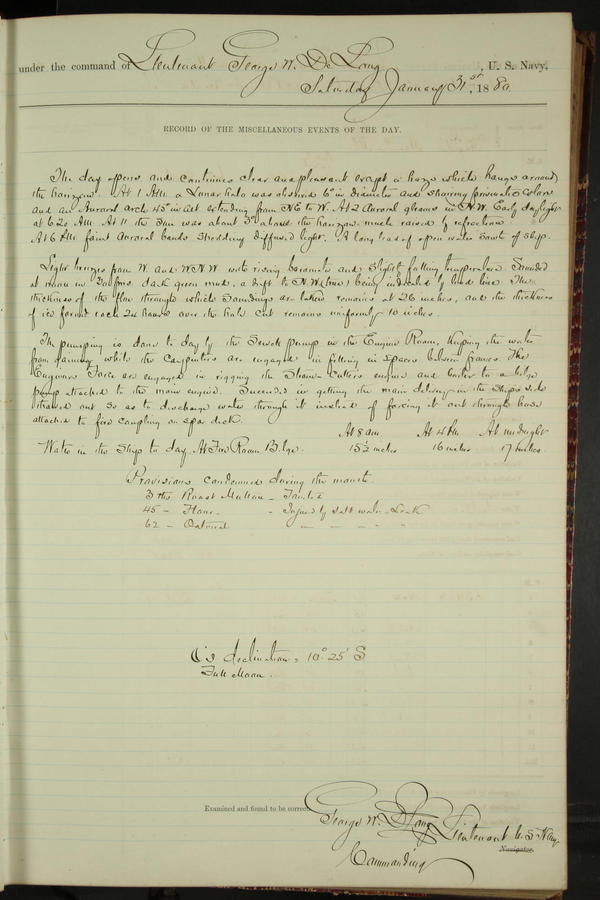 under the command of Lieutenant George W. De Long, U. S. Navy,
Saturday January 31st, 1880
RECORD OF THE MISCELLANEOUS EVENTS OF THE DAY.
The day opens and continues clear and pleasant except a haze which hangs around
the horizon. At 1 AM. a Lunar halo was observed 6° in diameter and showing prismatic colors
and an Auroral arch 45° in alt. extending from NE to W. At 2 Auroral gleams in N.W. Early daylight
at 6.20 AM. At 11 the Sun was about 3° above the horizon much raised by refraction.
At 6 PM faint Auroral bands shedding diffused light. A long lead of open water South of Ship.
Light breezes from W. and WNW. with rising barometer and slightly falling temperature. Sounded
at noon in fms. dark green mud, a drift to N.W. (true) being indicated by lead line. The
thickness of the floe through which Soundings are taken remains at 26 inches, and the thickness
of ice formed each 24 hours over the hole cut remains uniformly 10 inches.
The pumping is done to day by the Sewell pump in the Engine Room, keeping the water
from gaining while the Carpenters are engaged in filling in spaces between frames. The
Engineers Force are engaged in rigging the Steam Cutters engine and boiler to a bilge
pump attached to the main engine. Succeeded in getting the main delivery in the Ships side
thawed out so as to discharge water through it instead of forcing it out through hose
attached to fire coupling on spar deck.
At 8 am. At 4 PM. At midnight
Water in the Ship to day At Fire Room Bilge. 15½ inches 16 inches 17 inches.
Provisions Condemned during the month.
3 lbs Roast Mutton - Tainted
45 - Flour - Injured by salt water - Leak
62 - Oatmeal - - - -
☾'s declination = 10° 25' S
Full Moon.
Examined and found to be correct.
George W. De Long Lieutenant U. S. Navy
Navigator.
Commanding